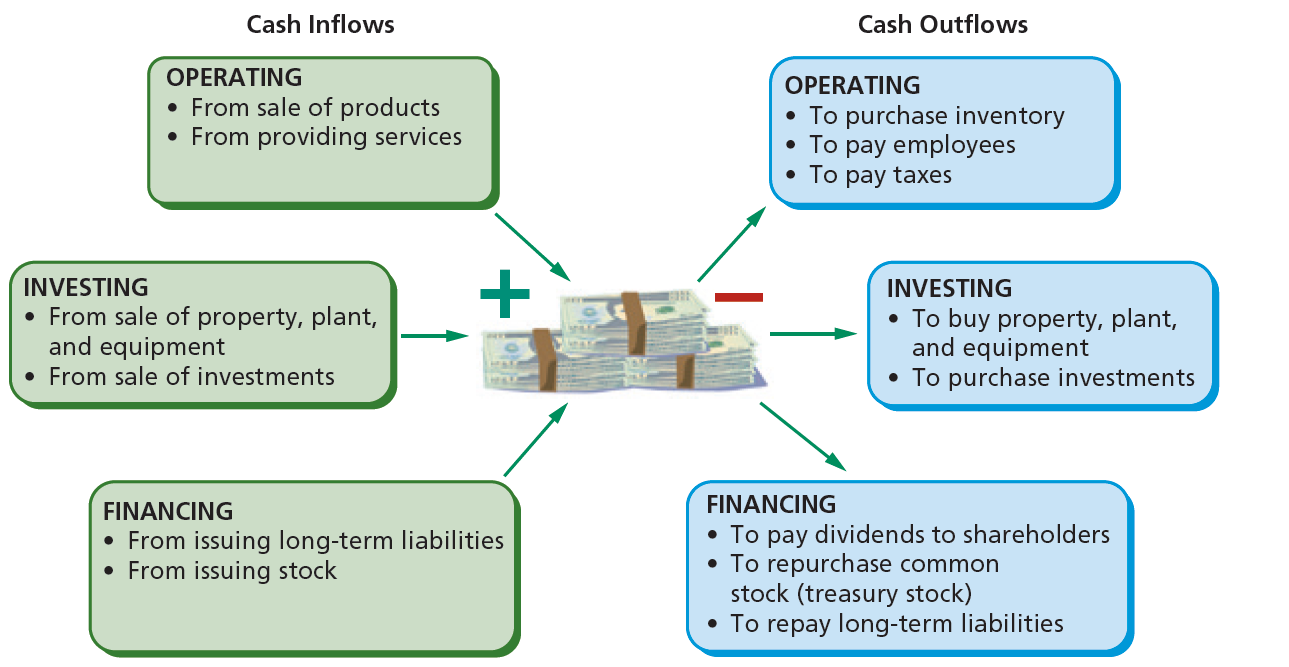 Cash Inflows
Cash Outflows
OPERATING
• From sale of products
• From providing services
OPERATING
• To purchase inventory
• To pay employees
• To pay taxes
INVESTING
• From sale of property, plant,
and equipment
• From sale of investments
+
−
INVESTING
• To buy property, plant,
and equipment
• To purchase investments
FINANCING
• From issuing long-term liabilities
• From issuing stock
FINANCING
• To pay dividends to shareholders
• To repurchase common
stock (treasury stock)
• To repay long-term liabilities